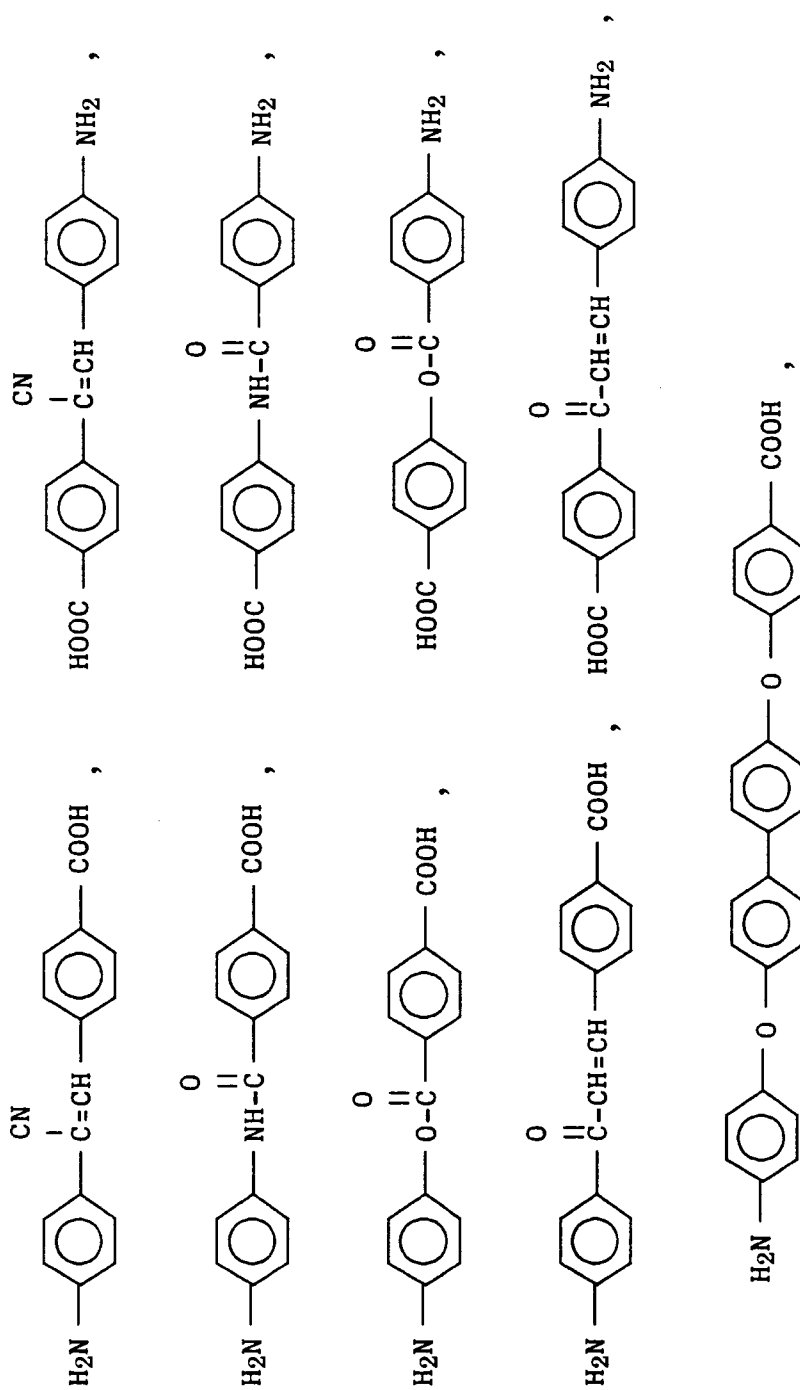 CN CN
H2N C=CH COOH , HOOC C=CH NH2 ,
O O
H2N NH-C COOH , HOOC NH-C NH2 ,
O O
H2N O-C COOH , HOOC O-C NH2 ,
O O
H2N C-CH=CH COOH , HOOC C-CH=CH NH2 ,
H2N O O COOH ,